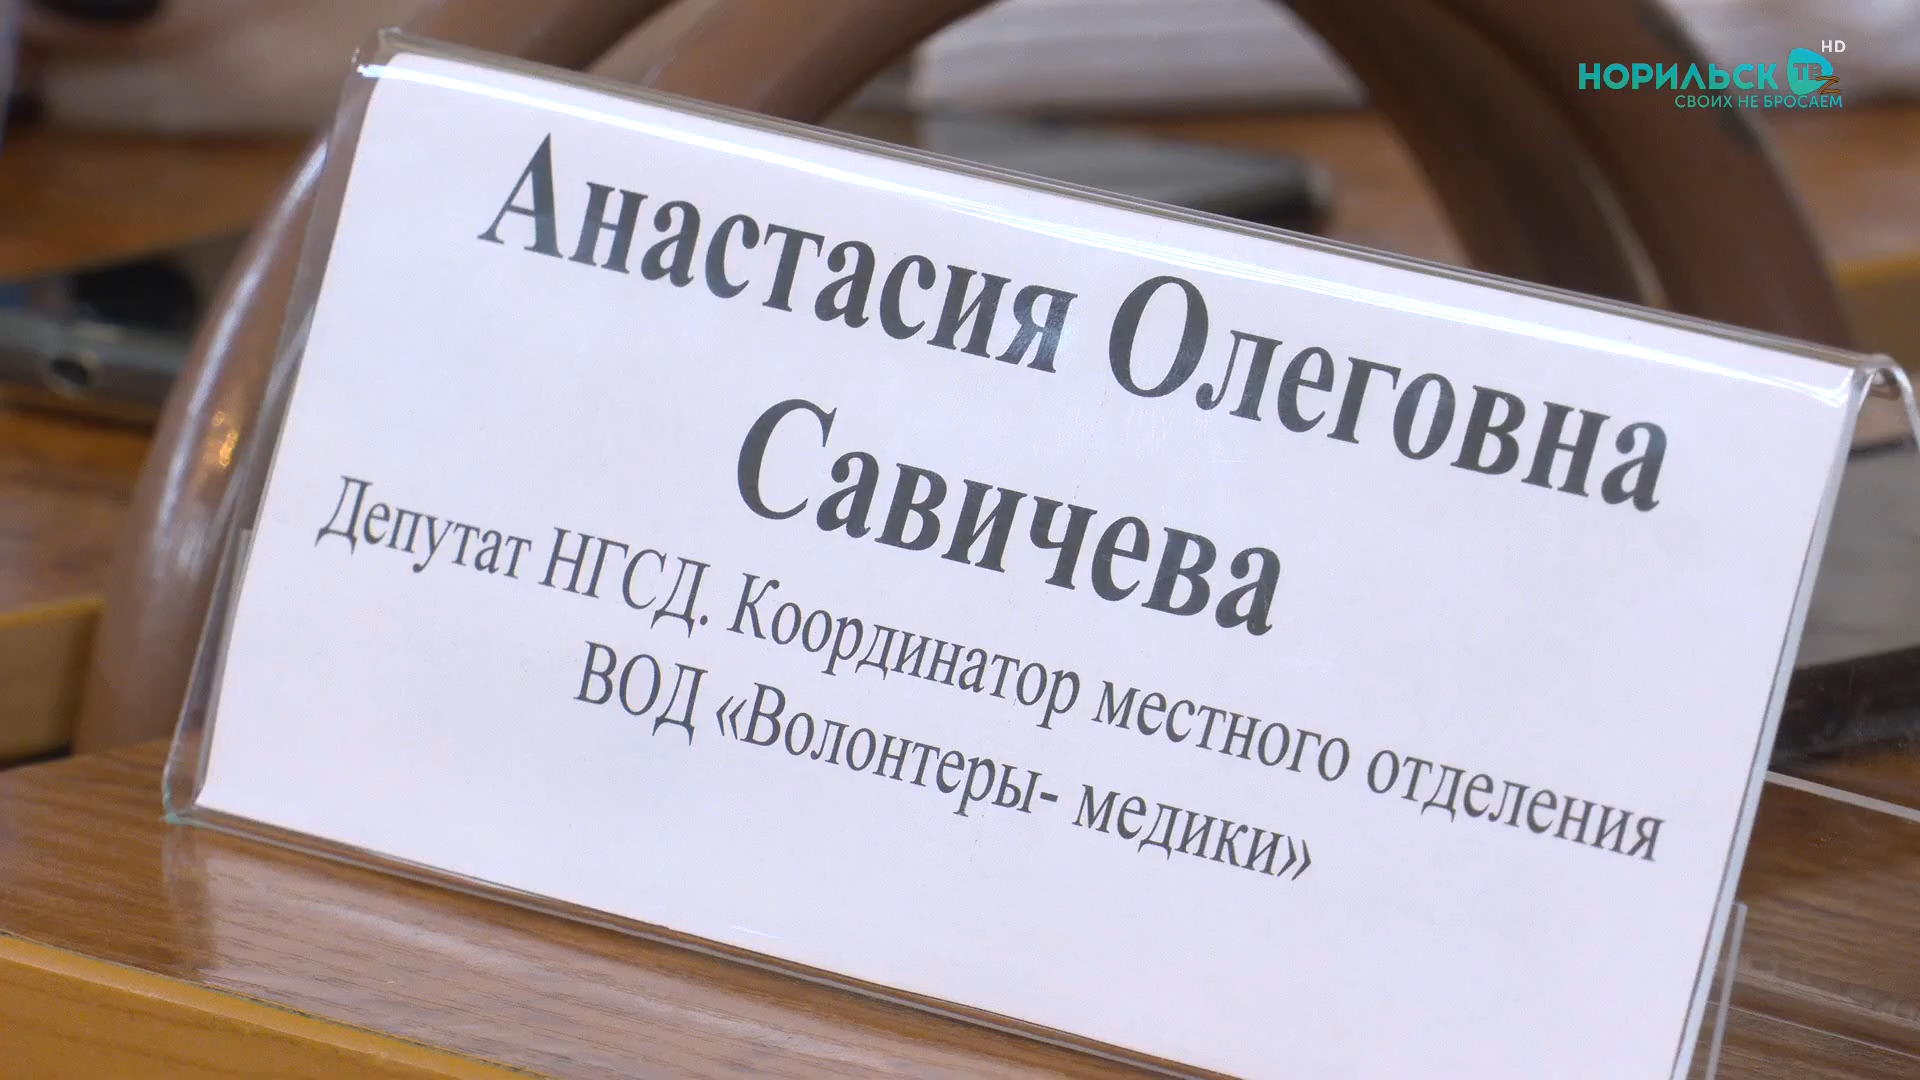 HD
НОРИЛЬСК ТВ
СВОИХ НЕ БРОСАЕМ
Анастасия Олеговна
Савичева
Депутат НГСД. Координатор местного отделения
ВОД «Волонтеры- медики»